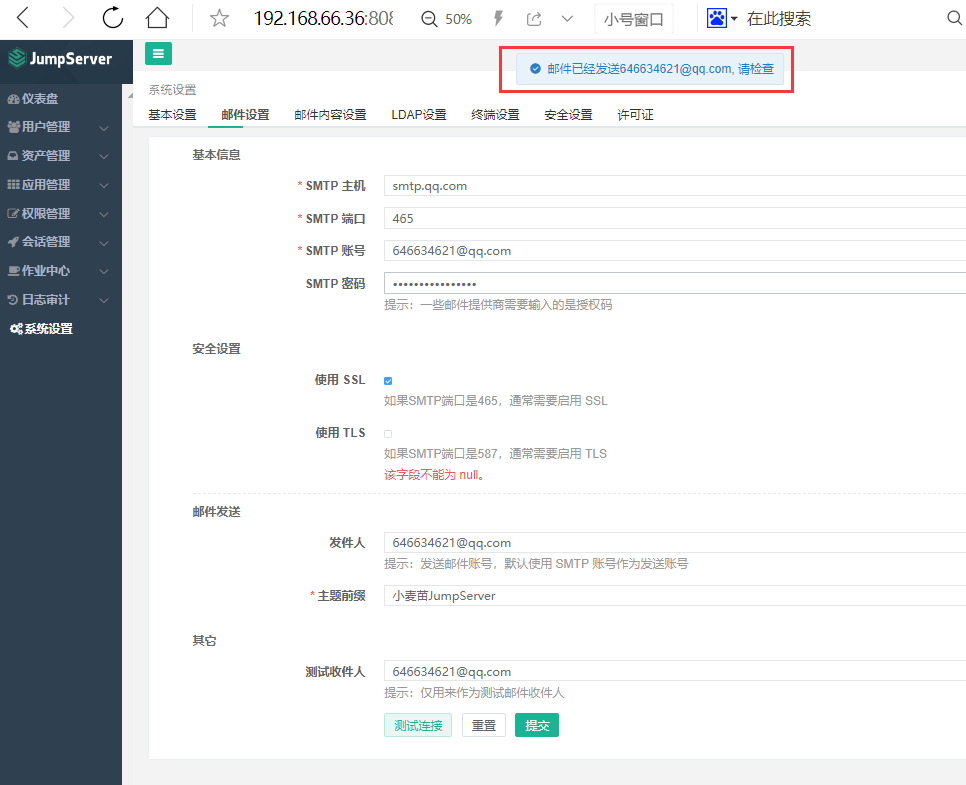 192.168.66.36:808
50%
小号窗口
在此搜索
JumpServer
邮件已经发送646634621@qq.com, 请检查
仪表盘
用户管理
资产管理
应用管理
权限管理
会话管理
作业中心
日志审计
系统设置
系统设置
基本设置 邮件设置 邮件内容设置 LDAP设置 终端设置 安全设置 许可证
基本信息
* SMTP 主机 smtp.qq.com
* SMTP 端口 465
* SMTP 账号 646634621@qq.com
SMTP 密码 ••••••••••••••••
提示：一些邮件提供商需要输入的是授权码
安全设置
使用 SSL
如果SMTP端口是465，通常需要启用 SSL
使用 TLS
如果SMTP端口是587，通常需要启用 TLS
该字段不能为 null。
邮件发送
发件人 646634621@qq.com
提示：发送邮件账号，默认使用 SMTP 账号作为发送账号
* 主题前缀 小麦苗JumpServer
其它
测试收件人 646634621@qq.com
提示：仅用来作为测试邮件收件人
测试连接 重置 提交